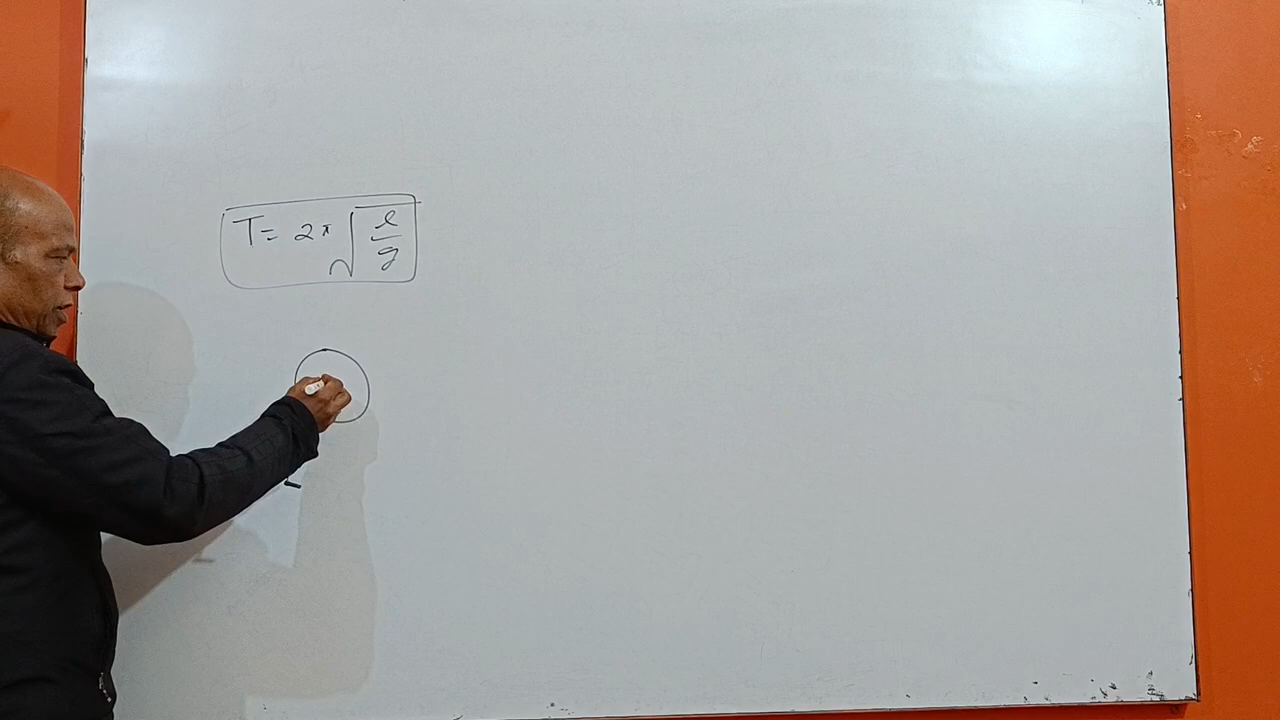 T = 2π √(l/g)